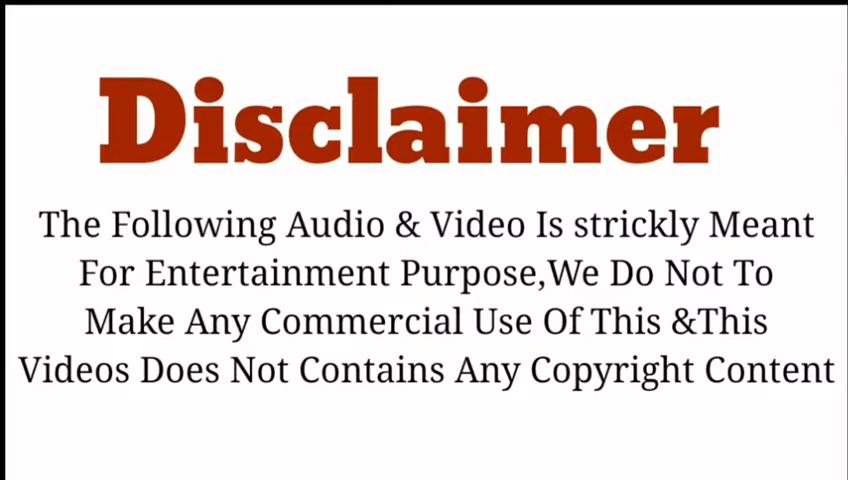 Disclaimer
The Following Audio & Video Is strickly Meant
For Entertainment Purpose,We Do Not To
Make Any Commercial Use Of This &This
Videos Does Not Contains Any Copyright Content